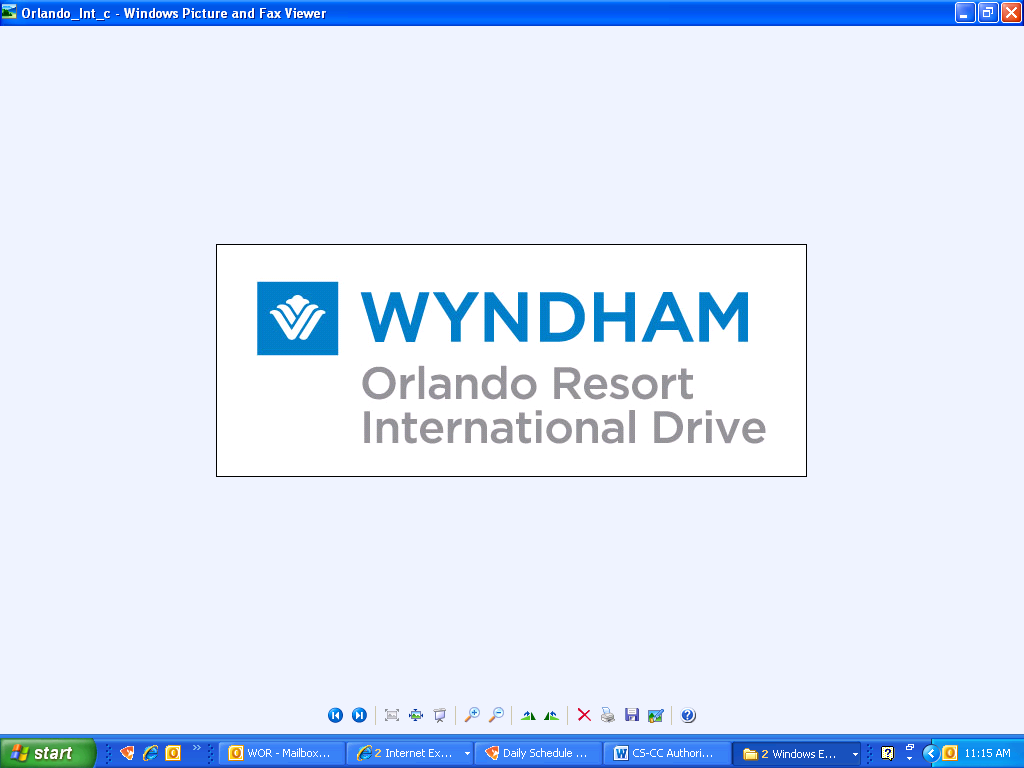 Orlando_Int_c - Windows Picture and Fax Viewer
WYNDHAM
Orlando Resort
International Drive
start
WOR - Mailbox...
2 Internet Ex...
Daily Schedule ...
CS-CC Authori...
2 Windows E...
11:15 AM